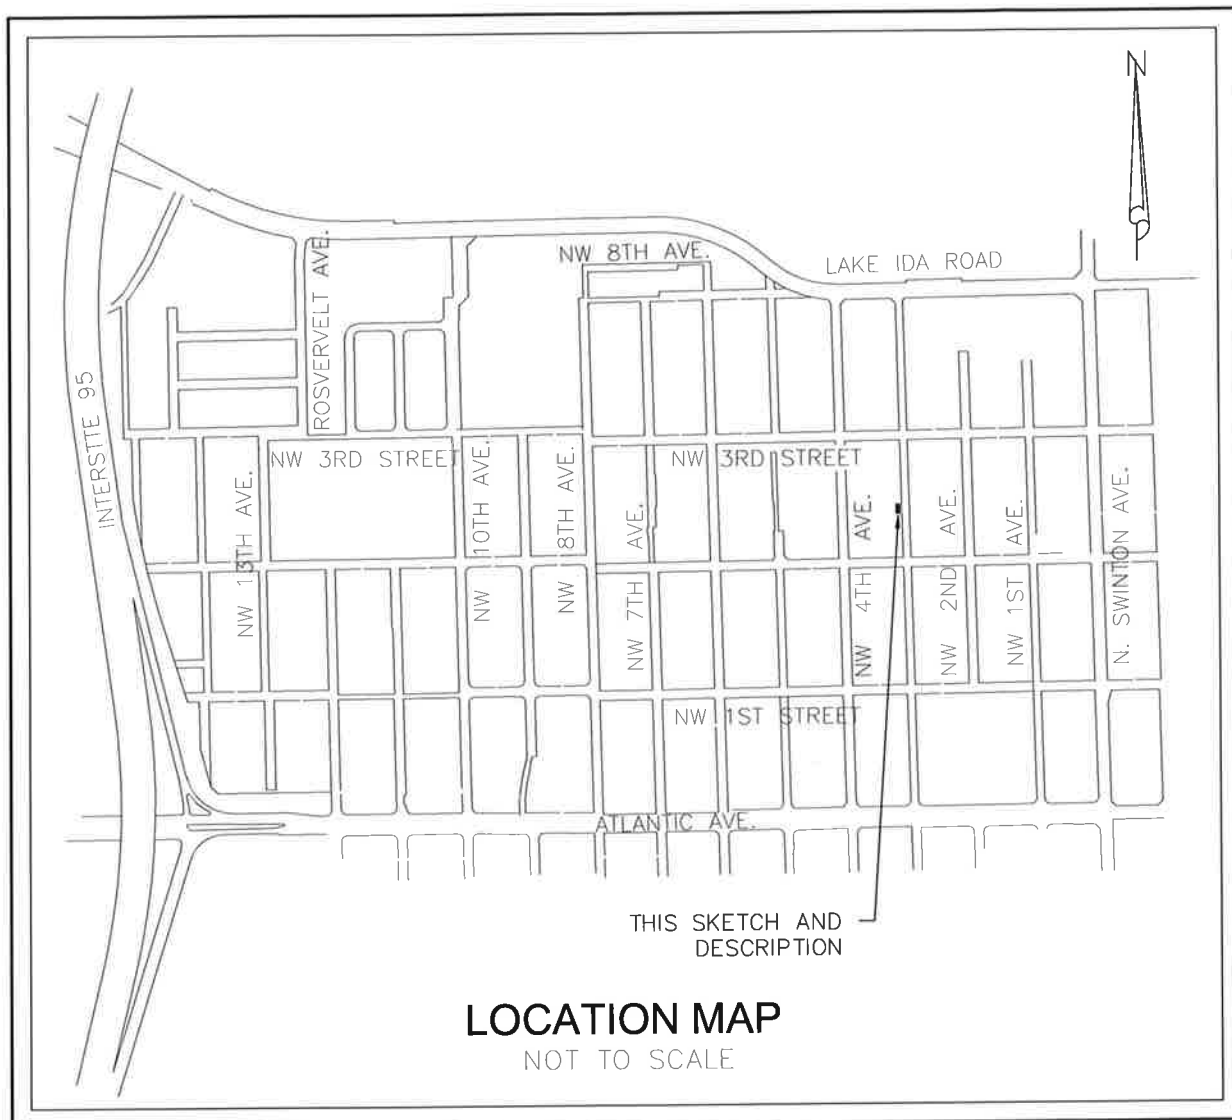 N
NW 8TH AVE.
LAKE IDA ROAD
ROSVERVELT AVE.
INTERSTTE 95
NW 3RD STREET
NW 3RD STREET
NW 13TH AVE.
NW 10TH AVE.
NW 8TH AVE.
NW 7TH AVE.
NW 4TH AVE.
NW 2ND AVE.
NW 1ST AVE.
N. SWINTON AVE.
NW 1ST STREET
ATLANTIC AVE.
THIS SKETCH AND
DESCRIPTION
LOCATION MAP
NOT TO SCALE